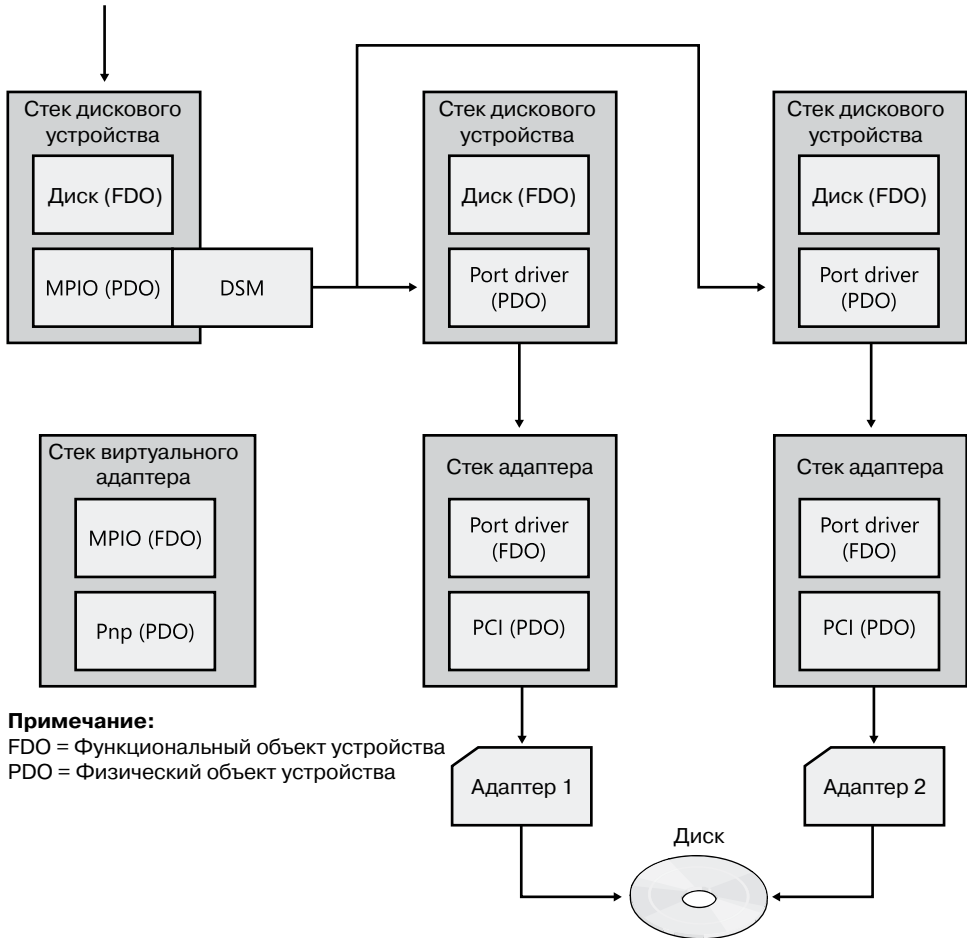 Стек дискового
устройства
Диск (FDO)
MPIO (PDO)
DSM
Стек дискового
устройства
Диск (FDO)
Port driver
(PDO)
Стек дискового
устройства
Диск (FDO)
Port driver
(PDO)
Стек виртуального
адаптера
MPIO (FDO)
Pnp (PDO)
Стек адаптера
Port driver
(FDO)
PCI (PDO)
Стек адаптера
Port driver
(FDO)
PCI (PDO)
Примечание:
FDO = Функциональный объект устройства
PDO = Физический объект устройства
Адаптер 1
Адаптер 2
Диск